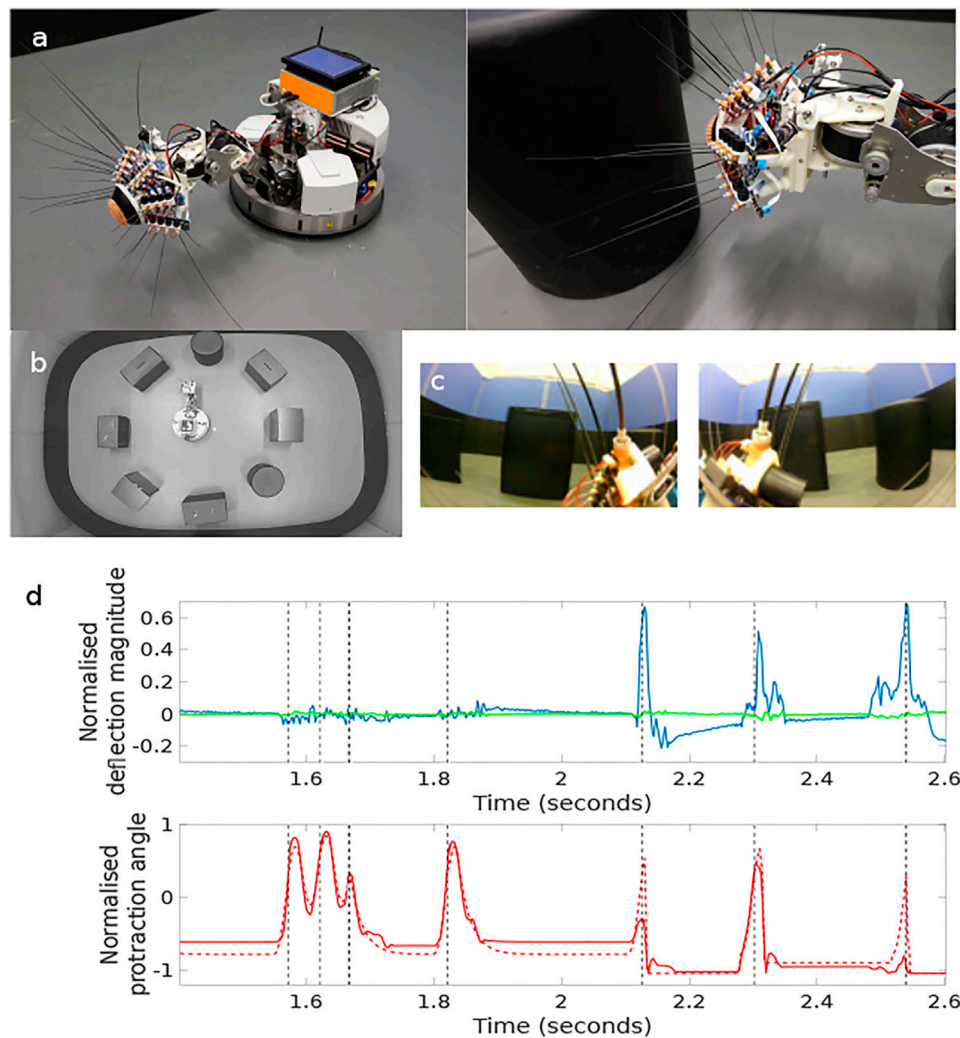 a
b
c
d
Normalised
deflection magnitude
0.6
0.4
0.2
0
-0.2
1.6
1.8
2
2.2
2.4
2.6
Time (seconds)
Normalised
protraction angle
1
0
-1
1.6
1.8
2
2.2
2.4
2.6
Time (seconds)